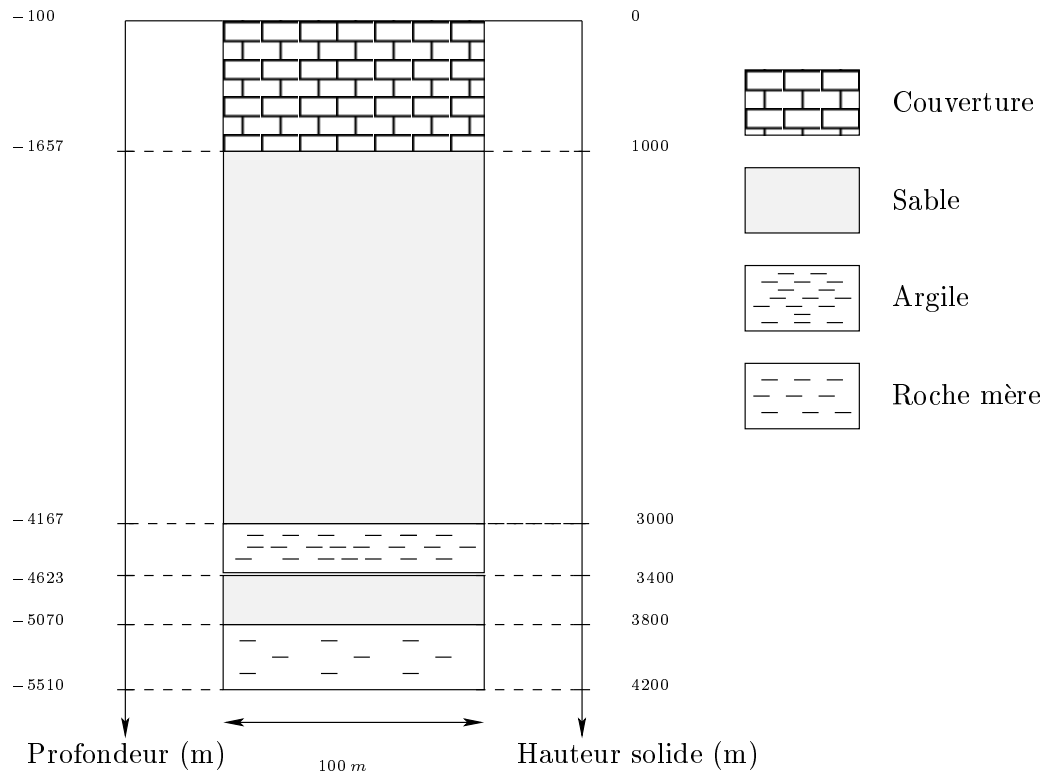 −100
0
Couverture
−1657
1000
Sable
Argile
Roche mère
−4167
3000
−4623
3400
−5070
3800
−5510
4200
Profondeur (m)
Hauteur solide (m)
100 m